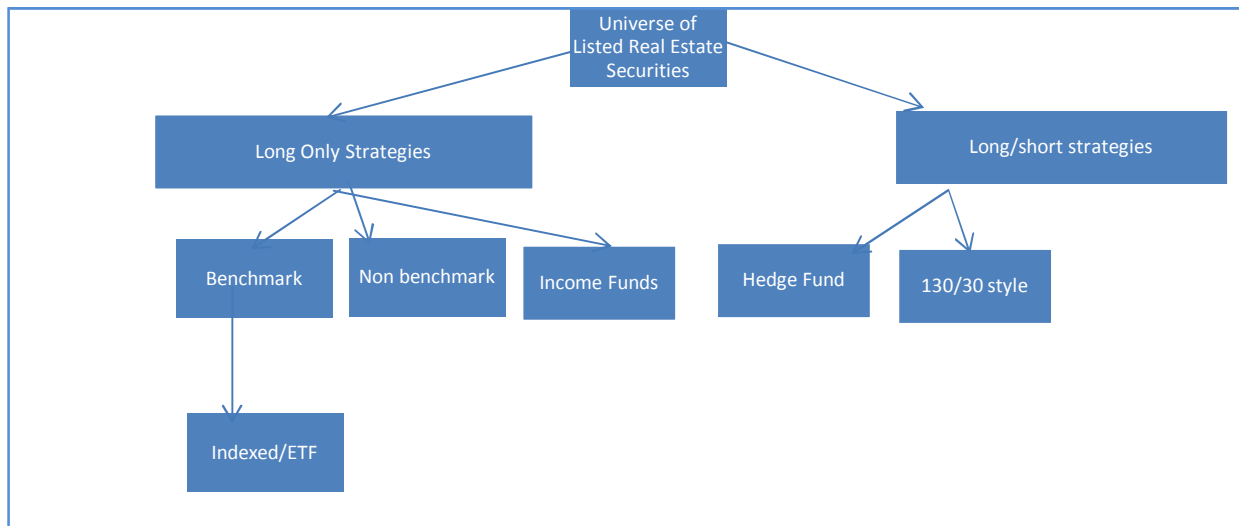 Universe of
Listed Real Estate
Securities
Long Only Strategies
Long/short strategies
Benchmark
Non benchmark
Income Funds
Hedge Fund
130/30 style
Indexed/ETF